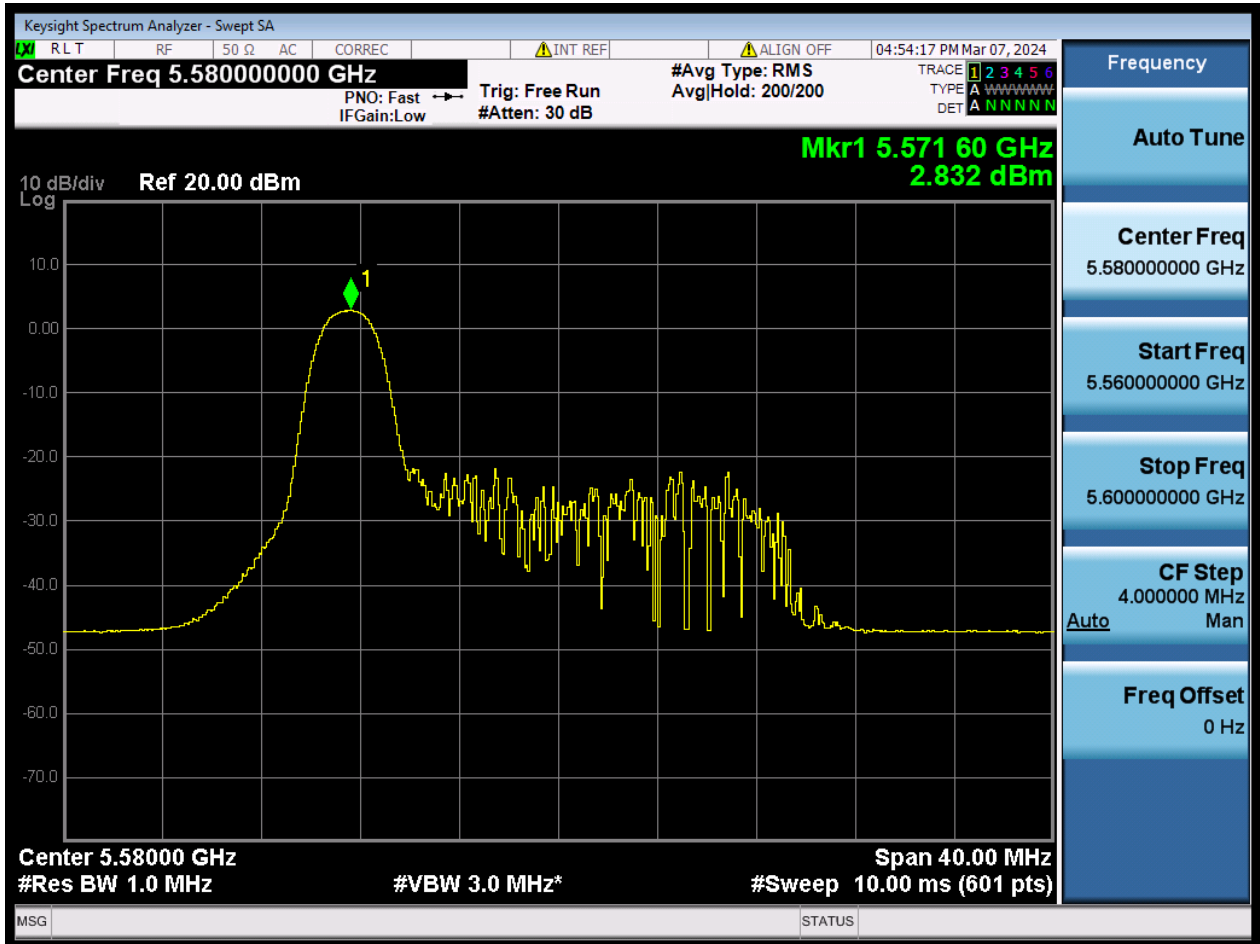 Keysight Spectrum Analyzer - Swept SA
LXI RLT RF 50 Ω AC CORREC INT REF ALIGN OFF 04:54:17 PM Mar 07, 2024
Center Freq 5.580000000 GHz
PNO: Fast
IFGain:Low
Trig: Free Run
#Atten: 30 dB
#Avg Type: RMS
Avg|Hold: 200/200
TRACE 1 2 3 4 5 6
TYPE A WWWWW
DET A N N N N N
Mkr1 5.571 60 GHz
2.832 dBm
10 dB/div Ref 20.00 dBm
Log
10.0
1
0.00
-10.0
-20.0
-30.0
-40.0
-50.0
-60.0
-70.0
Center 5.58000 GHz Span 40.00 MHz
#Res BW 1.0 MHz #VBW 3.0 MHz* #Sweep 10.00 ms (601 pts)
MSG STATUS
Frequency
Auto Tune
Center Freq
5.580000000 GHz
Start Freq
5.560000000 GHz
Stop Freq
5.600000000 GHz
CF Step
4.000000 MHz
Auto Man
Freq Offset
0 Hz